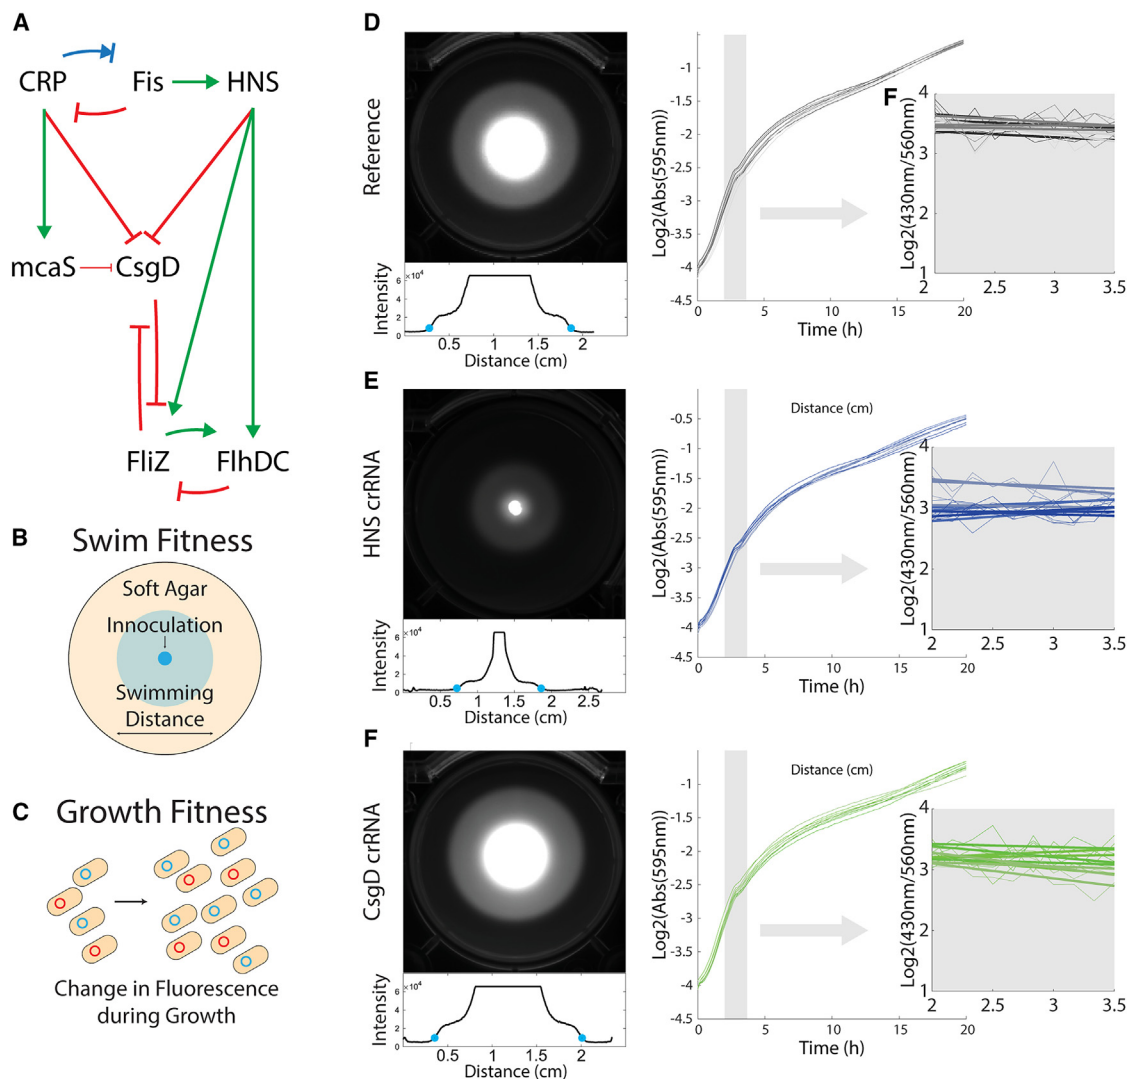 A
CRP
Fis
HNS
mcaS
CsgD
FliZ
FlhDC
B
Swim Fitness
Soft Agar
Innoculation
Swimming
Distance
C
Growth Fitness
Change in Fluorescence
during Growth
D
Reference
Intensity
×10⁴
6
4
2
0
0.5
1
1.5
2
Distance (cm)
Log2(Abs(595nm))
-1
-1.5
-2
-2.5
-3
-3.5
-4
-4.5
0
5
10
15
20
Time (h)
F
Log2(430nm/560nm)
4
3
2
1
2
2.5
3
3.5
E
HNS crRNA
Intensity
×10⁴
6
4
2
0
0.5
1
1.5
2
2.5
Distance (cm)
Log2(Abs(595nm))
-0.5
-1
-1.5
-2
-2.5
-3
-3.5
-4
-4.5
0
5
10
15
20
Time (h)
Distance (cm)
Log2(430nm/560nm)
4
3
2
1
2
2.5
3
3.5
F
CsgD crRNA
Intensity
×10⁴
6
4
2
0
0.5
1
1.5
2
Distance (cm)
Log2(Abs(595nm))
-1
-1.5
-2
-2.5
-3
-3.5
-4
-4.5
0
5
10
15
20
Time (h)
Distance (cm)
Log2(430nm/560nm)
4
3
2
1
2
2.5
3
3.5